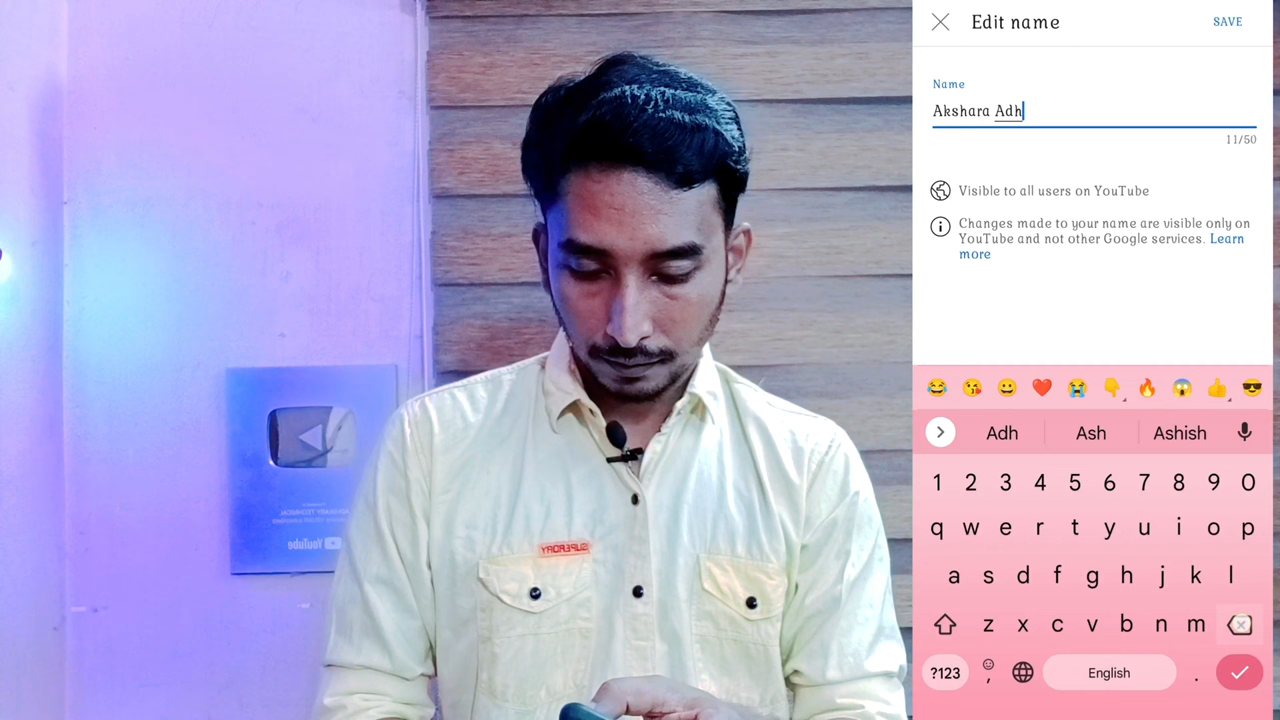 Edit name
SAVE
Name
Akshara Adh
11/50
Visible to all users on YouTube
Changes made to your name are visible only on
YouTube and not other Google services. Learn
more
Adh Ash Ashish
1 2 3 4 5 6 7 8 9 0
q w e r t y u i o p
a s d f g h j k l
z x c v b n m
?123 , English .
SUPERDRY
YouTube